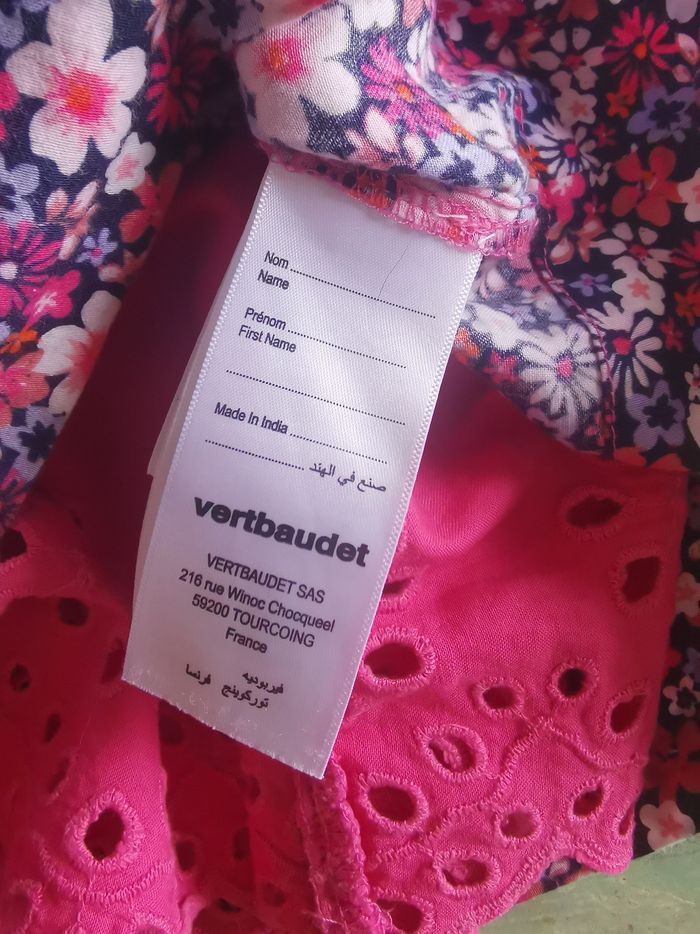 Nom ........................................
Name
Prénom ................................
First Name
..................................................
Made In India ...........................
............................ صنع في الهند
vertbaudet
VERTBAUDET SAS
216 rue Winoc Chocqueel
59200 TOURCOING
France
فيربوديه
توركوينج فرنسا